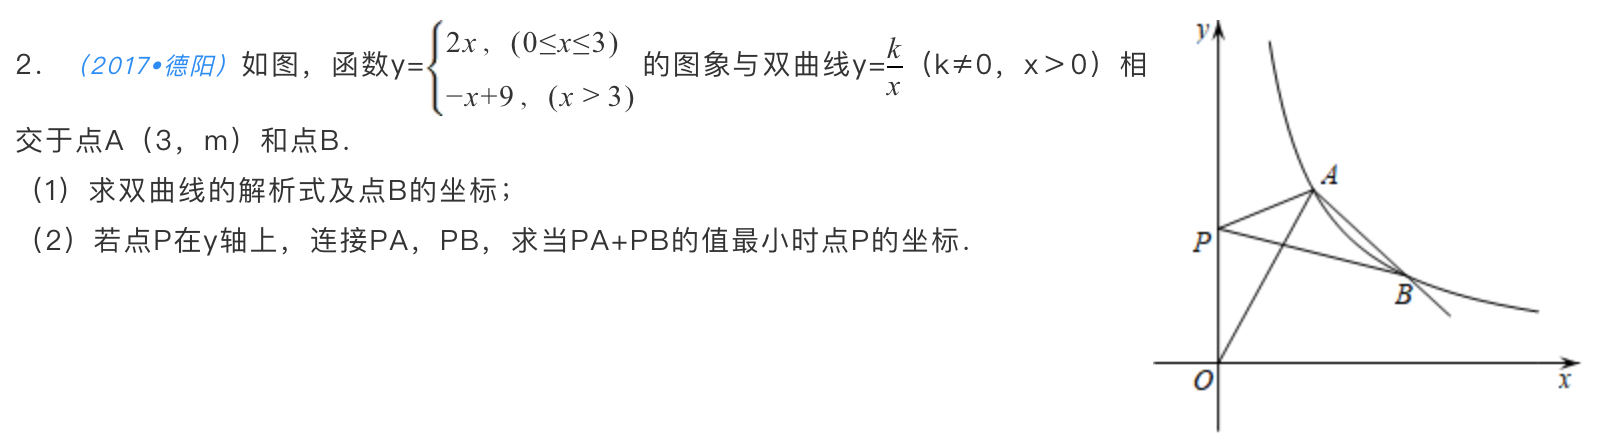 2. （2017•德阳）如图，函数y={2x，(0≤x≤3) 的图象与双曲线y=k/x（k≠0，x＞0）相
−x+9，(x > 3)
交于点A（3，m）和点B.
（1）求双曲线的解析式及点B的坐标；
（2）若点P在y轴上，连接PA，PB，求当PA+PB的值最小时点P的坐标.
y
A
P
B
O
x